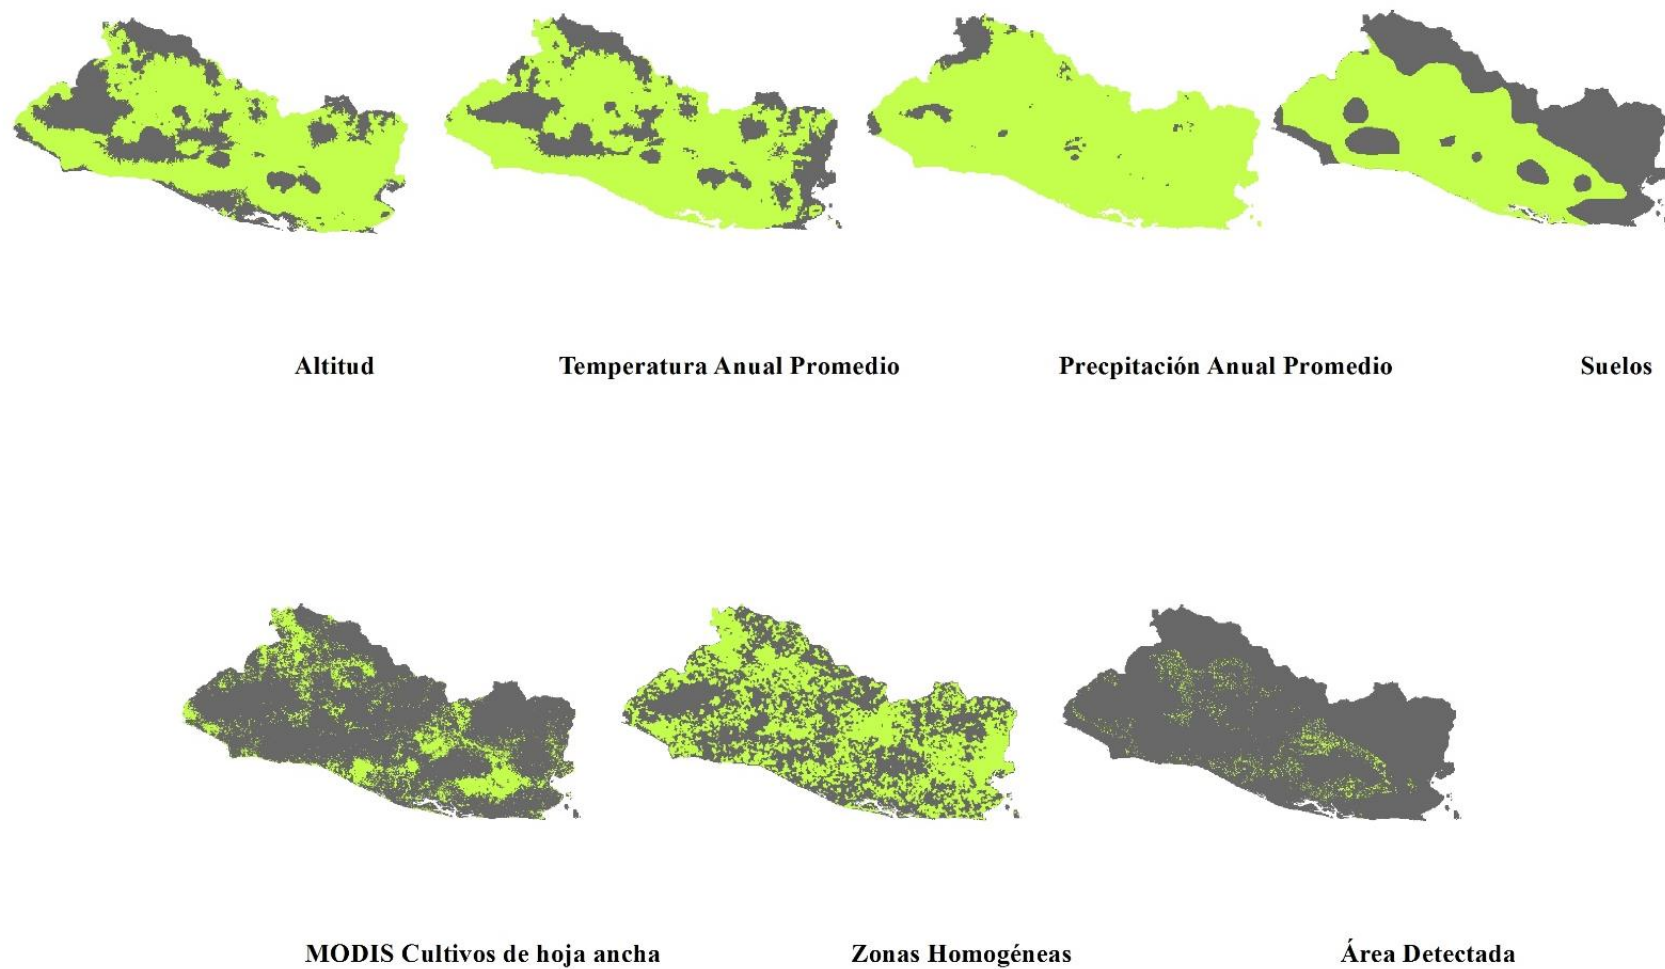 Altitud
Temperatura Anual Promedio
Precpitación Anual Promedio
Suelos
MODIS Cultivos de hoja ancha
Zonas Homogéneas
Área Detectada